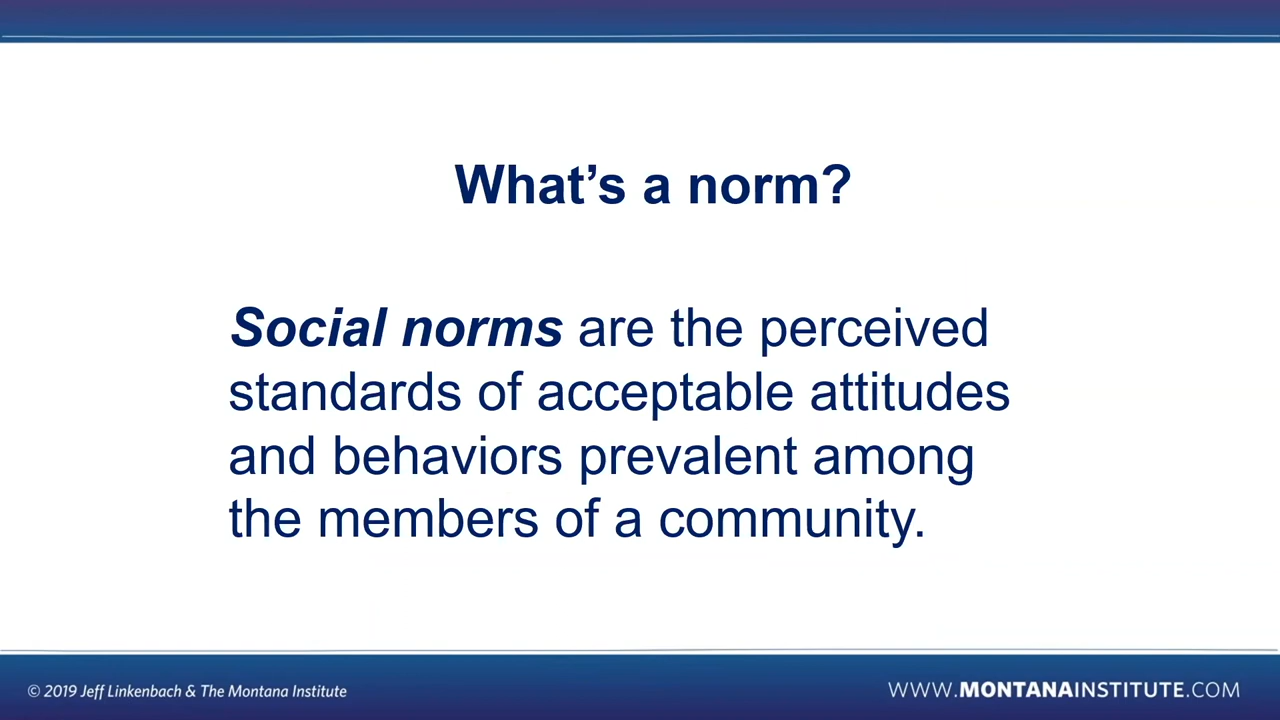 What’s a norm?
Social norms are the perceived
standards of acceptable attitudes
and behaviors prevalent among
the members of a community.
© 2019 Jeff Linkenbach & The Montana Institute
WWW.MONTANAINSTITUTE.COM